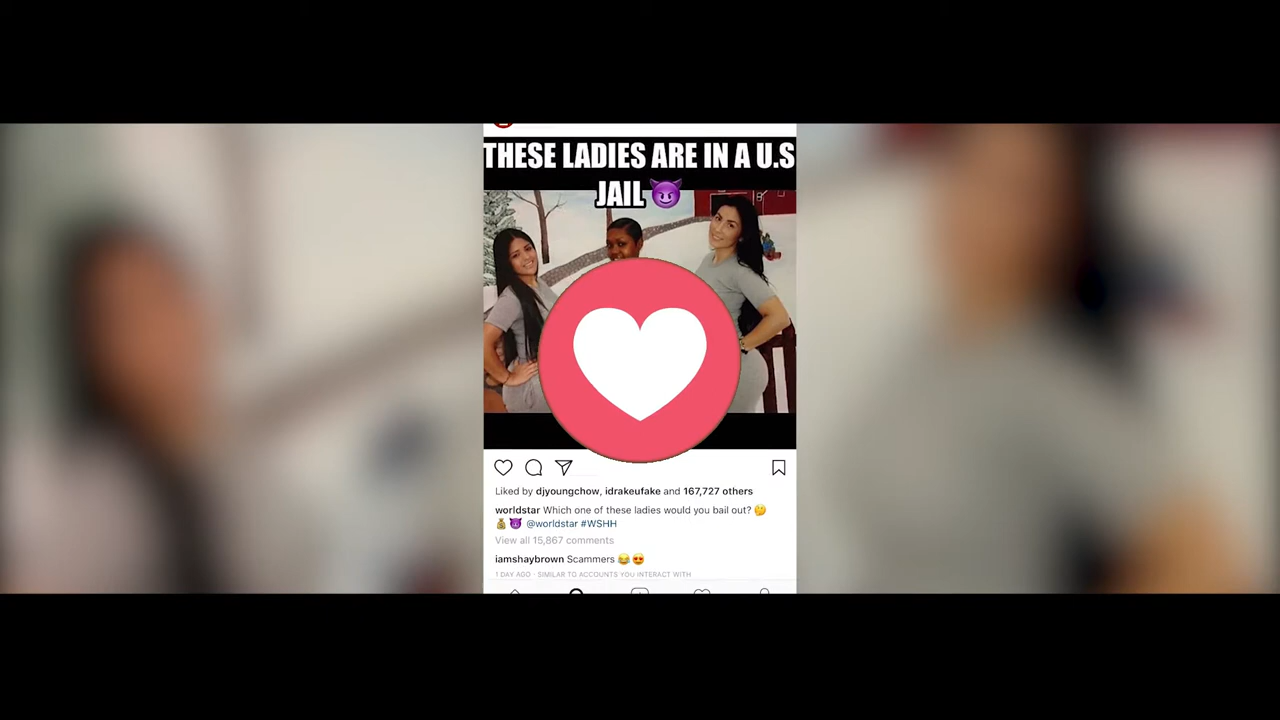 THESE LADIES ARE IN A U.S
JAIL😈
Liked by djyoungchow, idrakeufake and 167,727 others
worldstar Which one of these ladies would you bail out? 🤔
💰😈 @worldstar #WSHH
View all 15,867 comments
iamshaybrown Scammers 😂😍
1 DAY AGO · SIMILAR TO ACCOUNTS YOU INTERACT WITH